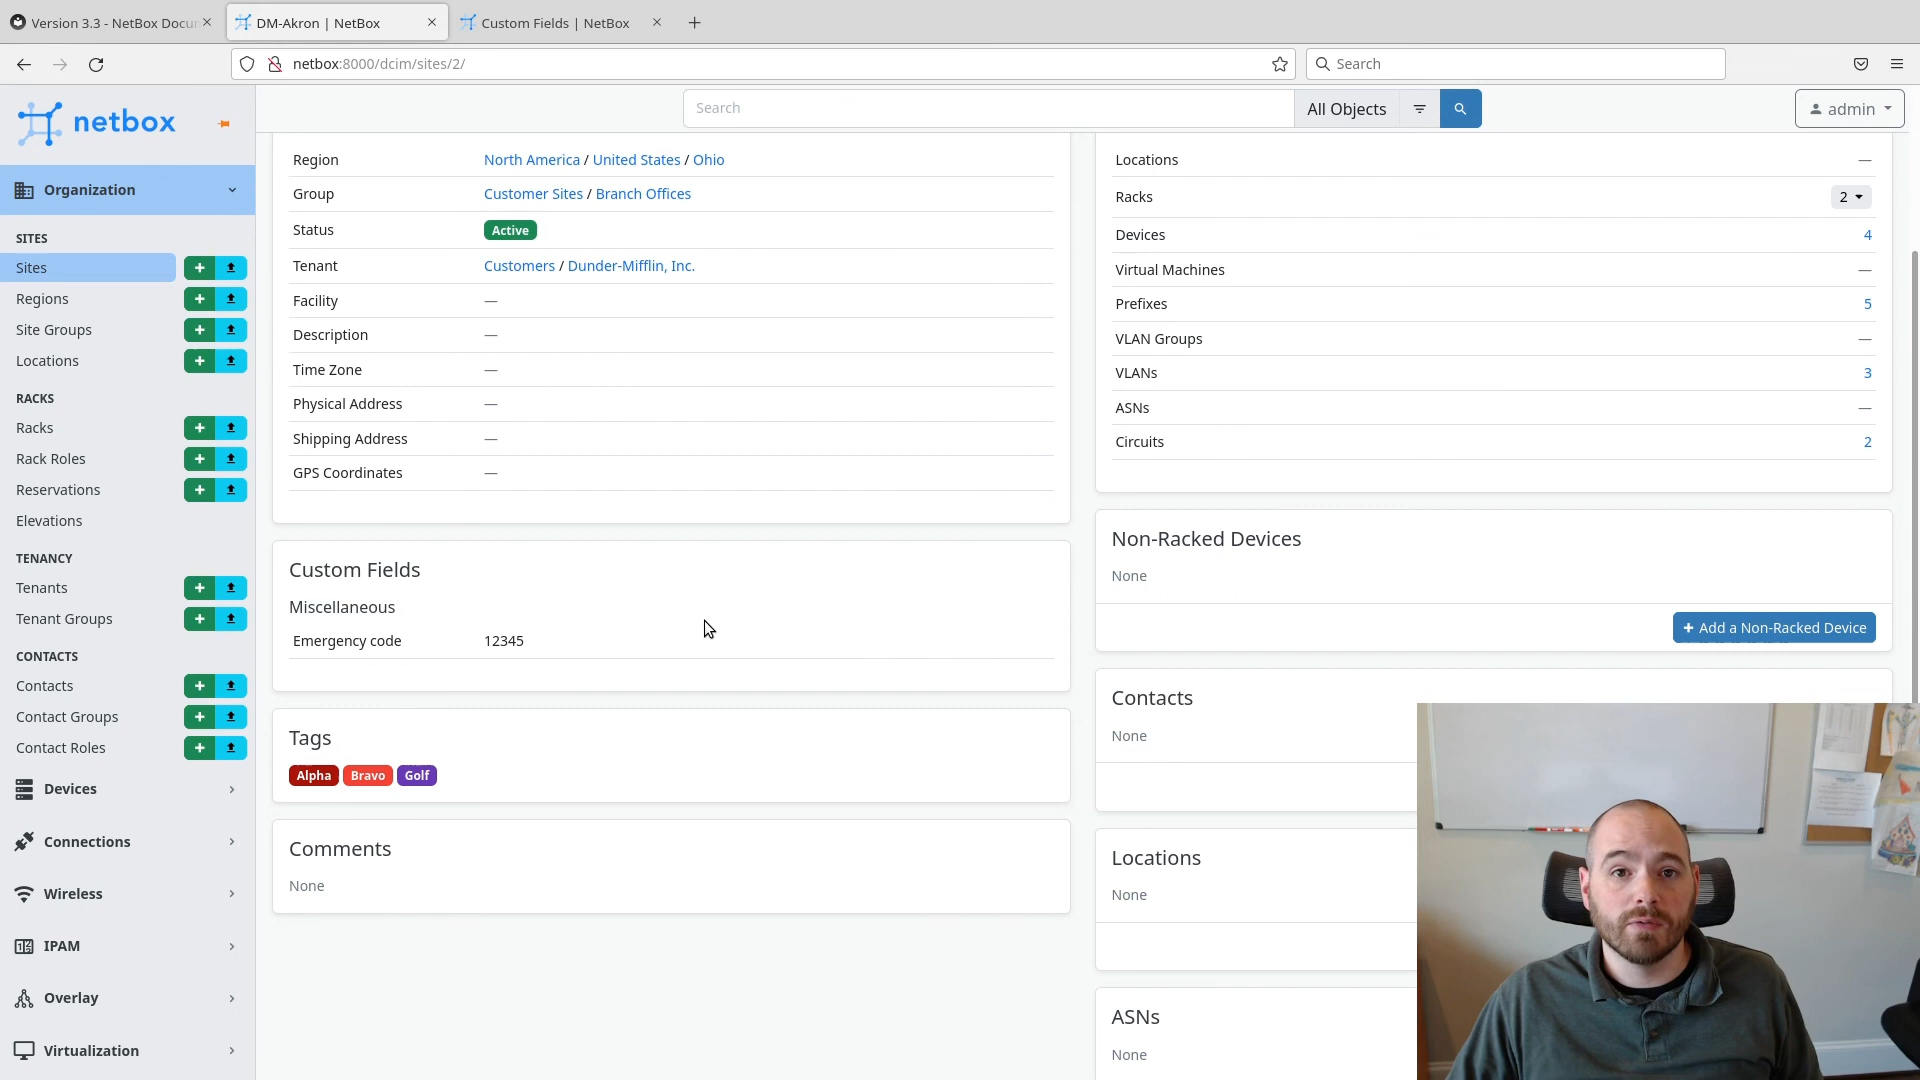 Version 3.3 - NetBox Docu
DM-Akron | NetBox
Custom Fields | NetBox
netbox:8000/dcim/sites/2/
Search
netbox
Search
All Objects
admin
Organization
SITES
Sites
Regions
Site Groups
Locations
RACKS
Racks
Rack Roles
Reservations
Elevations
TENANCY
Tenants
Tenant Groups
CONTACTS
Contacts
Contact Groups
Contact Roles
Devices
Connections
Wireless
IPAM
Overlay
Virtualization
Region North America / United States / Ohio
Group Customer Sites / Branch Offices
Status Active
Tenant Customers / Dunder-Mifflin, Inc.
Facility —
Description —
Time Zone —
Physical Address —
Shipping Address —
GPS Coordinates —
Custom Fields
Miscellaneous
Emergency code 12345
Tags
Alpha Bravo Golf
Comments
None
Locations —
Racks 2
Devices 4
Virtual Machines —
Prefixes 5
VLAN Groups —
VLANs 3
ASNs —
Circuits 2
Non-Racked Devices
None
Add a Non-Racked Device
Contacts
None
Locations
None
ASNs
None